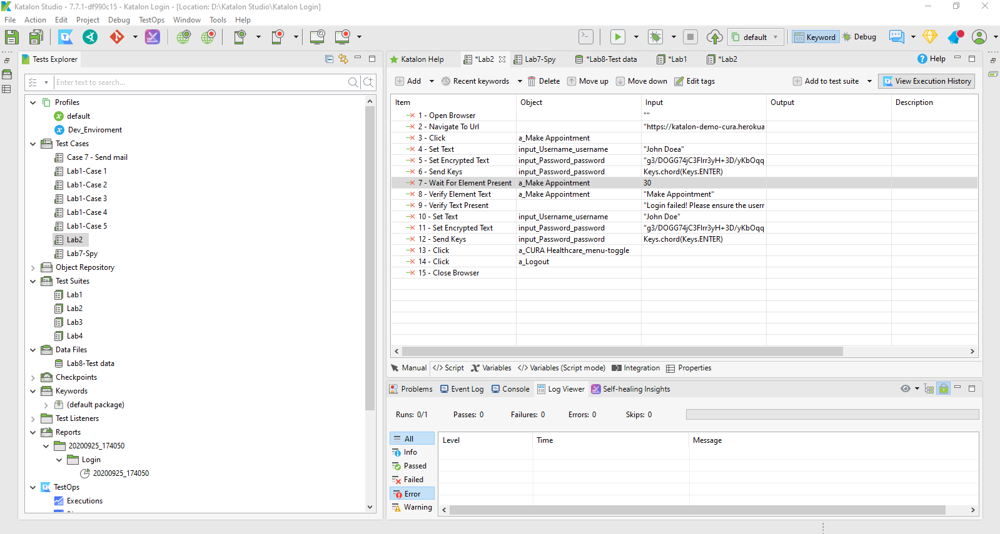 Katalon Studio - 7.7.1-df990c15 - Katalon Login - [Location: D:\Katalon Studio\Katalon Login]
File Action Edit Project Debug TestOps Window Tools Help
default Keyword Debug
Tests Explorer
Enter text to search...
Profiles
default
Dev_Enviroment
Test Cases
Case 7 - Send mail
Lab1-Case 1
Lab1-Case 2
Lab1-Case 3
Lab1-Case 4
Lab1-Case 5
Lab2
Lab7-Spy
Object Repository
Test Suites
Lab1
Lab2
Lab3
Lab4
Data Files
Lab8-Test data
Checkpoints
Keywords
(default package)
Test Listeners
Reports
20200925_174050
Login
20200925_174050
TestOps
Executions
Katalon Help *Lab2 Lab7-Spy *Lab8-Test data *Lab1 *Lab2 Help
Add Recent keywords Delete Move up Move down Edit tags Add to test suite View Execution History
Item Object Input Output Description
1 - Open Browser ""
2 - Navigate To Url "https://katalon-demo-cura.herokua
3 - Click a_Make Appointment
4 - Set Text input_Username_username "John Doea"
5 - Set Encrypted Text input_Password_password "g3/DOGG74jC3Flrr3yH+3D/yKbOqq
6 - Send Keys input_Password_password Keys.chord(Keys.ENTER)
7 - Wait For Element Present a_Make Appointment 30
8 - Verify Element Text a_Make Appointment "Make Appointment"
9 - Verify Text Present "Login failed! Please ensure the userr
10 - Set Text input_Username_username "John Doe"
11 - Set Encrypted Text input_Password_password "g3/DOGG74jC3Flrr3yH+3D/yKbOqq
12 - Send Keys input_Password_password Keys.chord(Keys.ENTER)
13 - Click a_CURA Healthcare_menu-toggle
14 - Click a_Logout
15 - Close Browser
Manual </> Script Variables </> Variables (Script mode) Integration Properties
Problems Event Log Console Log Viewer Self-healing Insights
Runs: 0/1 Passes: 0 Failures: 0 Errors: 0 Skips: 0
All
Info
Passed
Failed
Error
Warning
Level Time Message